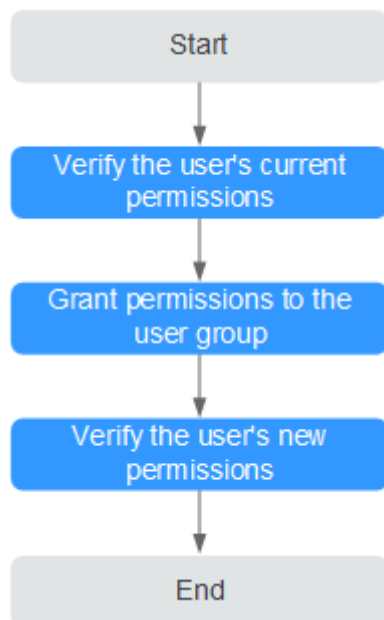 Start
Verify the user's current
permissions
Grant permissions to the
user group
Verify the user's new
permissions
End